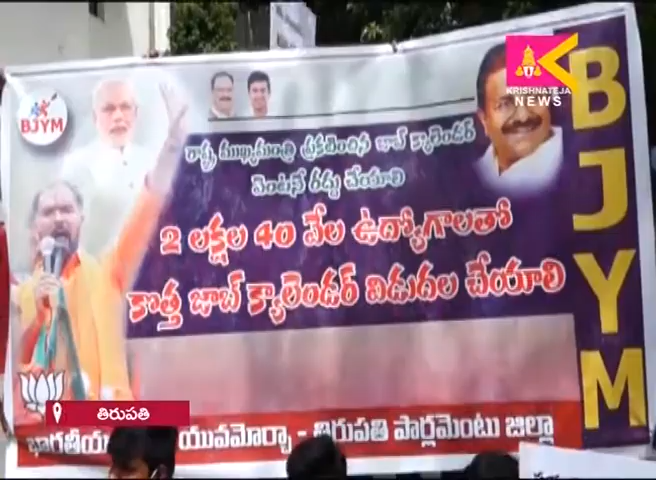 KRISHNATEJA
NEWS
BJYM
BJYM
రాష్ట్ర ముఖ్యమంత్రి ప్రకటించిన జాబ్ క్యాలెండర్
వెంటనే రద్దు చేయాలి
2 లక్షల 40 వేల ఉద్యోగాలతో
కొత్త జాబ్ క్యాలెండర్ విడుదల చేయాలి
తిరుపతి
భారతీయ యువమోర్చా - తిరుపతి పార్లమెంటు జిల్లా